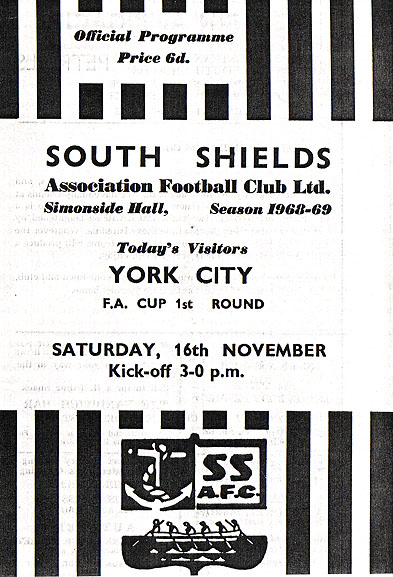 Official Programme
Price 6d.
SOUTH SHIELDS
Association Football Club Ltd.
Simonside Hall, Season 1968-69
Today's Visitors
YORK CITY
F.A. CUP 1st ROUND
SATURDAY, 16th NOVEMBER
Kick-off 3-0 p.m.
SS
A.F.C.